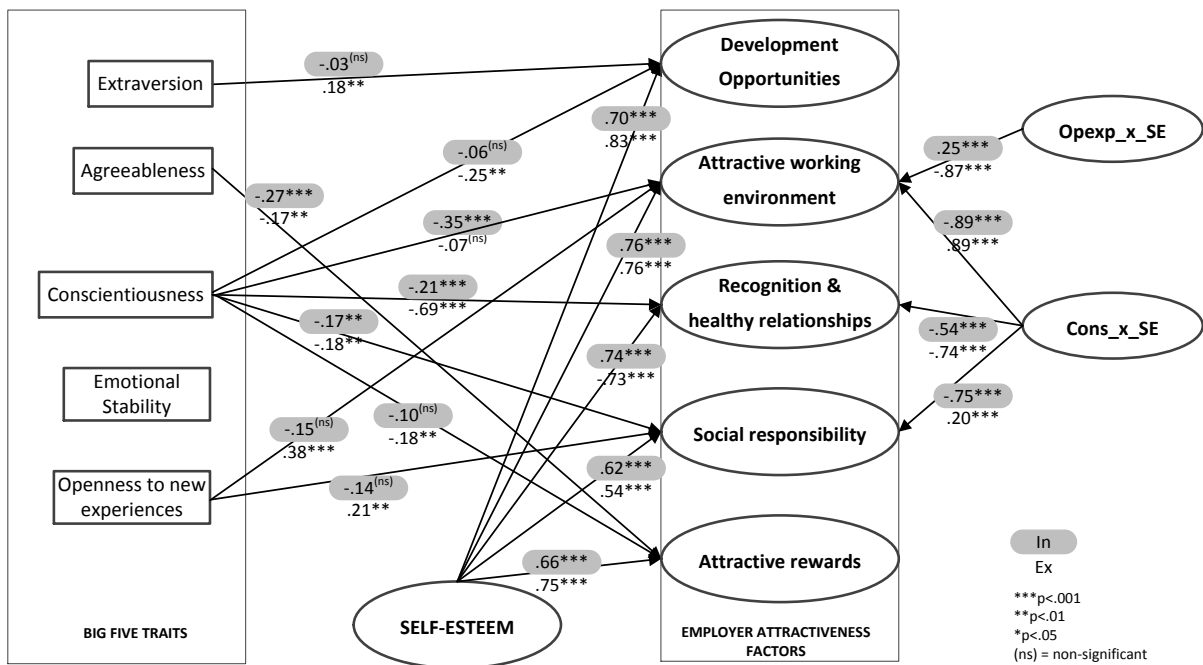 Extraversion
Agreeableness
Conscientiousness
Emotional
Stability
Openness to new
experiences
BIG FIVE TRAITS
-.03(ns)
.18**
-.06(ns)
-.25**
-.27***
-.17**
-.35***
-.07(ns)
-.21***
-.69***
-.17**
-.18**
-.10(ns)
-.18**
-.15(ns)
.38***
-.14(ns)
.21**
.70***
.83***
.76***
.76***
.74***
-.73***
.62***
.54***
.66***
.75***
SELF-ESTEEM
Development
Opportunities
Attractive working
environment
Recognition &
healthy relationships
Social responsibility
Attractive rewards
EMPLOYER ATTRACTIVENESS
FACTORS
Opexp_x_SE
.25***
-.87***
-.89***
.89***
Cons_x_SE
-.54***
-.74***
-.75***
.20***
In
Ex
***p<.001
**p<.01
*p<.05
(ns) = non-significant